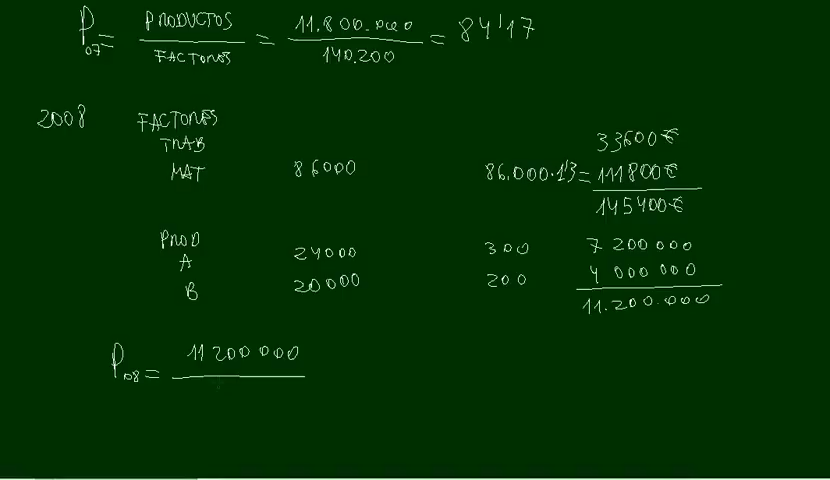 P07 = PRODUCTOS / FACTORES = 11.800.000 / 140.200 = 84'17
2008 FACTORES
TRAB 33600€
MAT 86000 86.000.1'3 = 111800€
145400€
PROD
A 24000 300 7 200 000
B 20000 200 4 000 000
11.200.000
P08 = 11 200 000